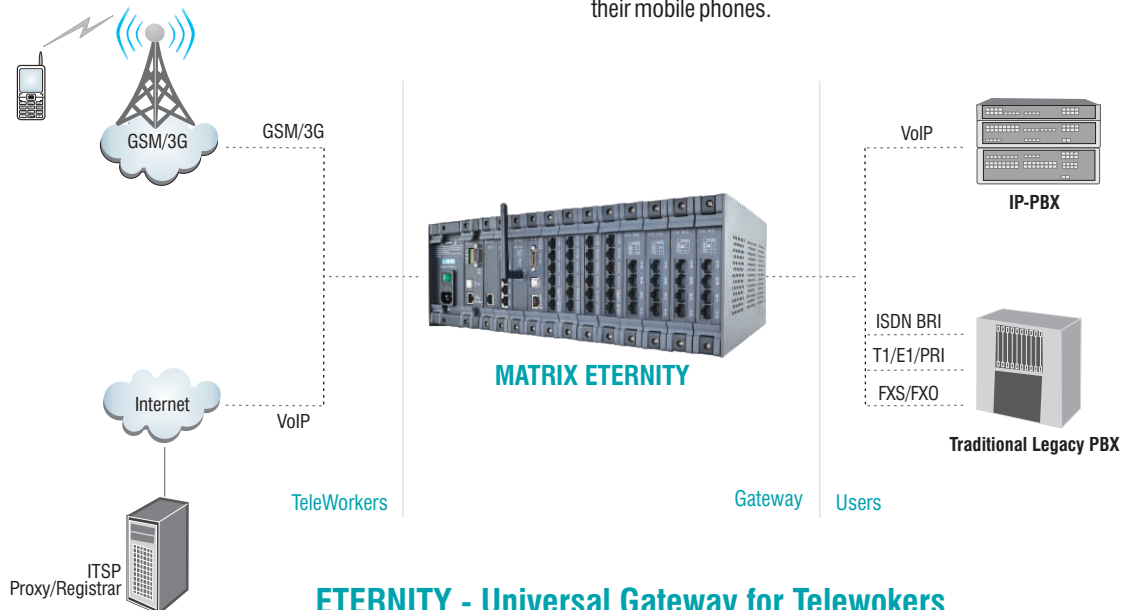 their mobile phones.
GSM/3G
GSM/3G
VoIP
IP-PBX
MATRIX ETERNITY
ISDN BRI
T1/E1/PRI
FXS/FXO
Traditional Legacy PBX
Internet
VoIP
TeleWorkers
Gateway
Users
ITSP
Proxy/Registrar
ETERNITY - Universal Gateway for Telewokers